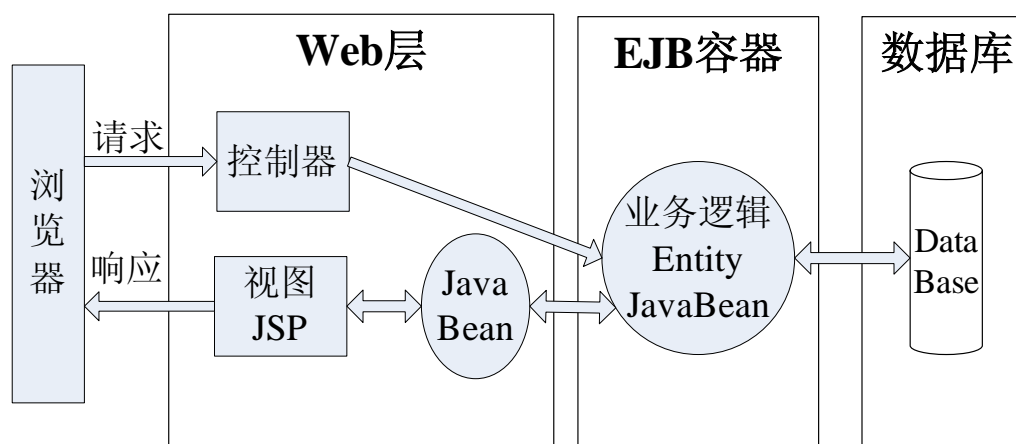 Web层
EJB容器
数据库
浏
览
器
请求
控制器
响应
视图
JSP
Java
Bean
业务逻辑
Entity
JavaBean
Data
Base